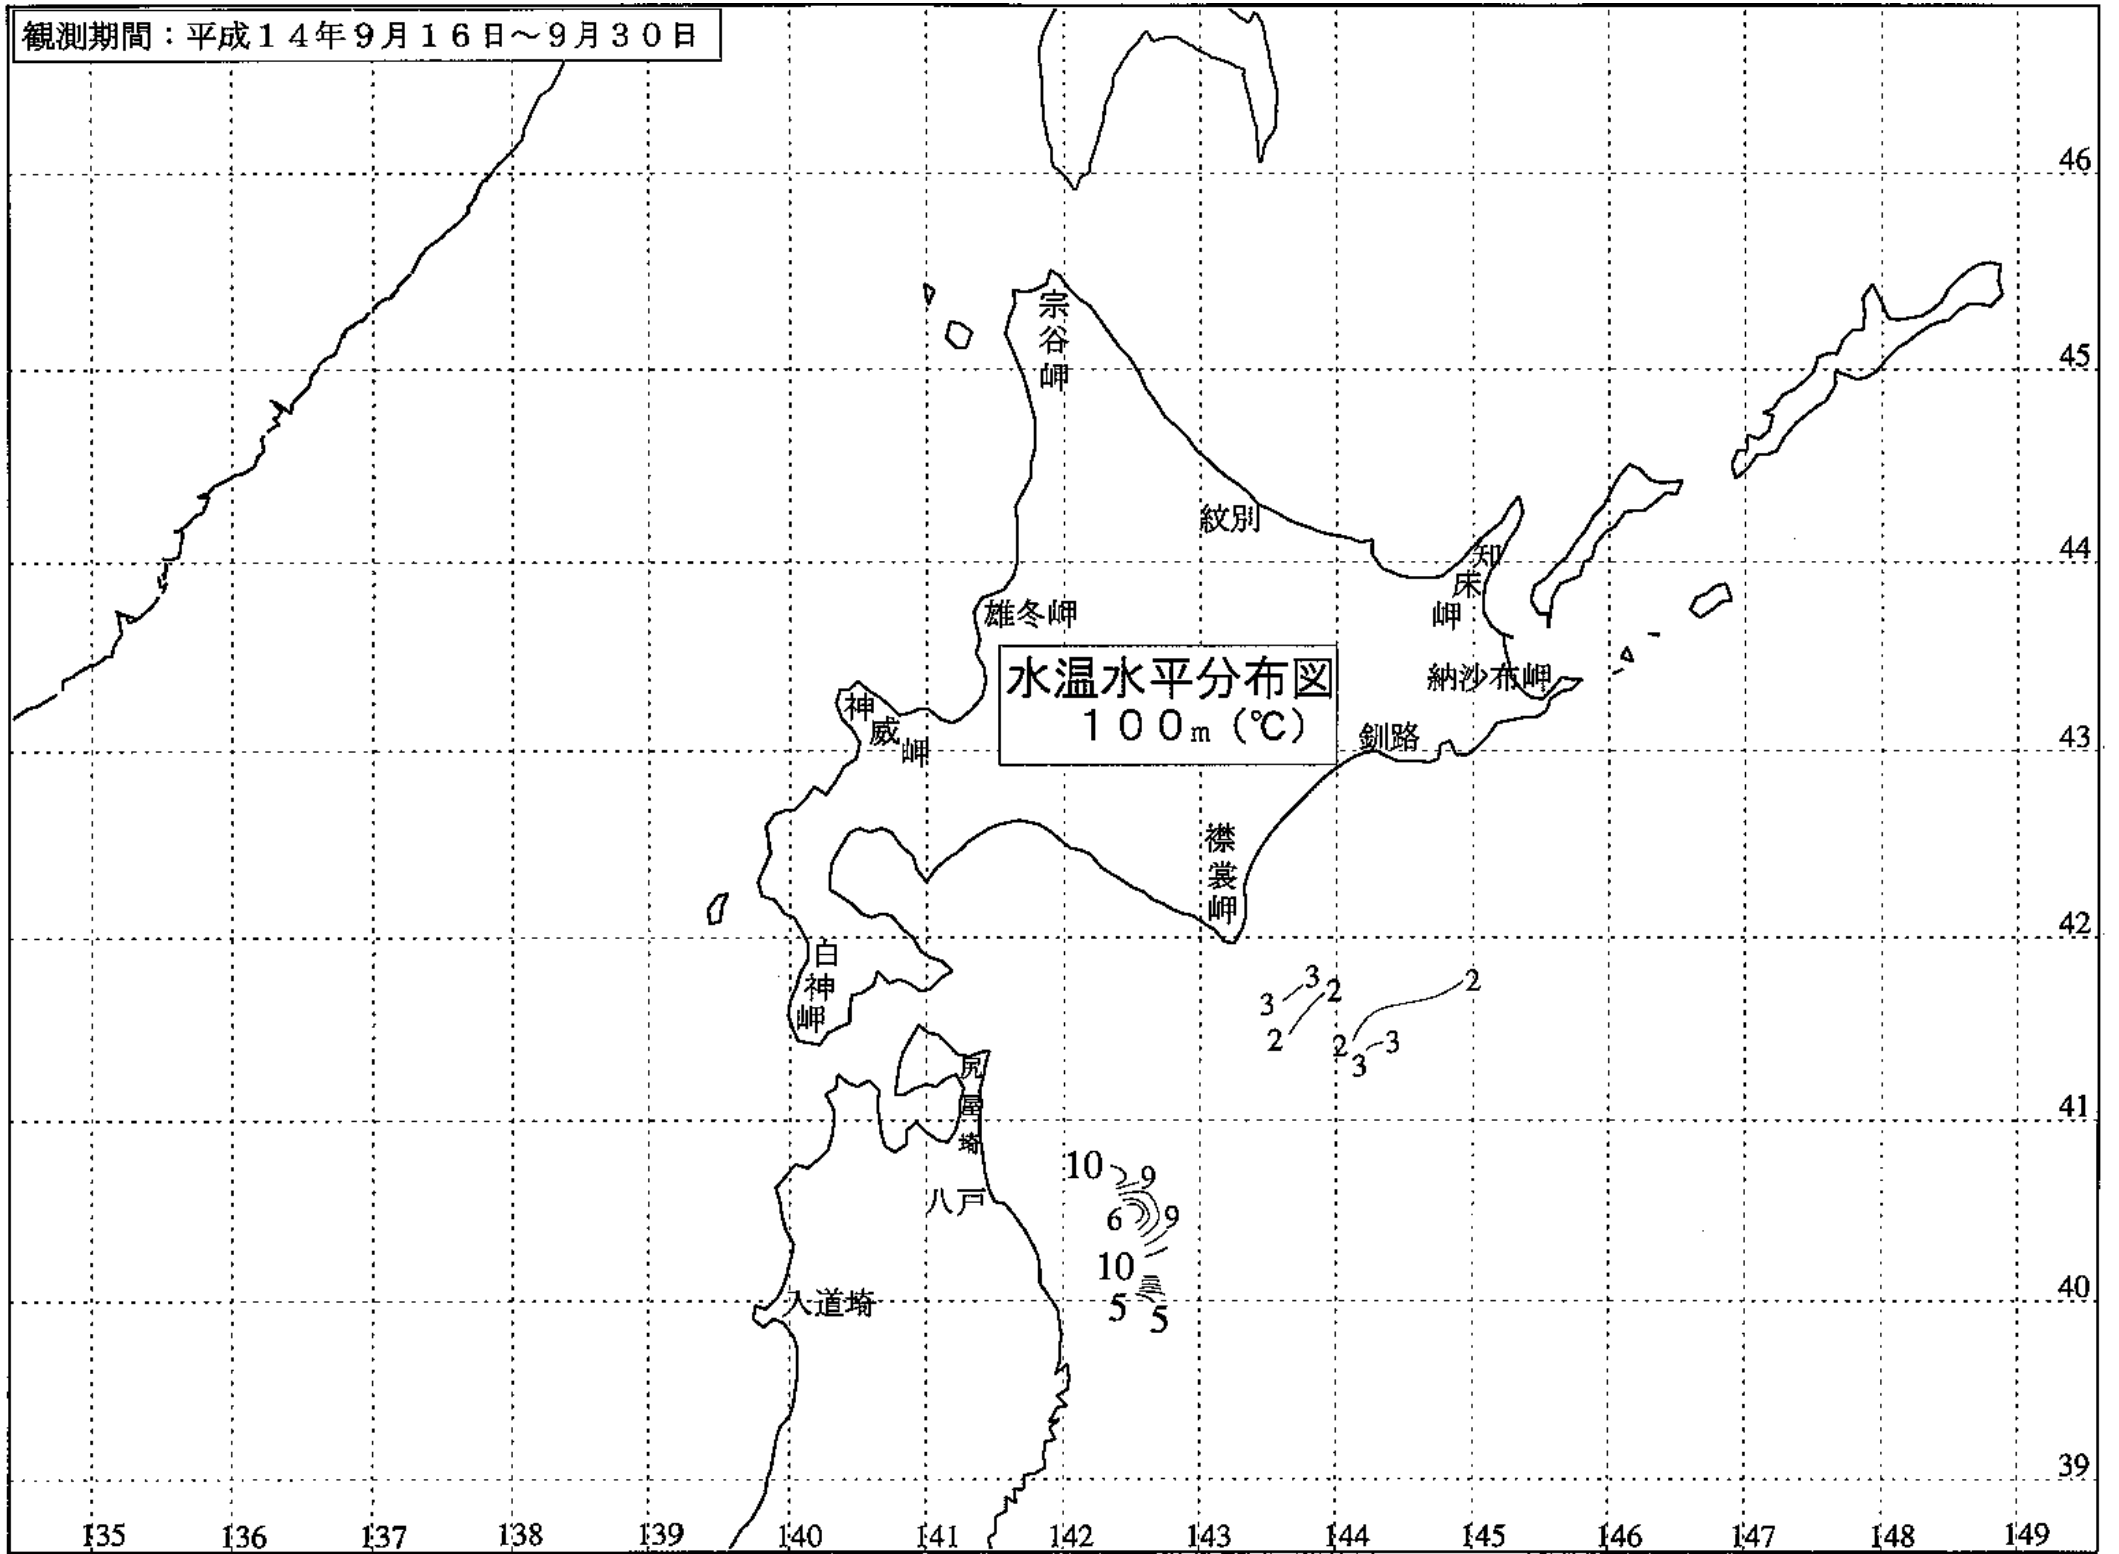 観測期間：平成１４年９月１６日～９月３０日
46
宗谷岬
45
紋別
44
知床岬
雄冬岬
水温水平分布図
１００ｍ（℃）
納沙布岬
神威岬
釧路
43
襟裳岬
42
白神岬
3
3
2
2
2
2
3
3
尻屋埼
41
10
9
八戸
6
9
10
入道埼
40
5
5
39
135 136 137 138 139 140 141 142 143 144 145 146 147 148 149